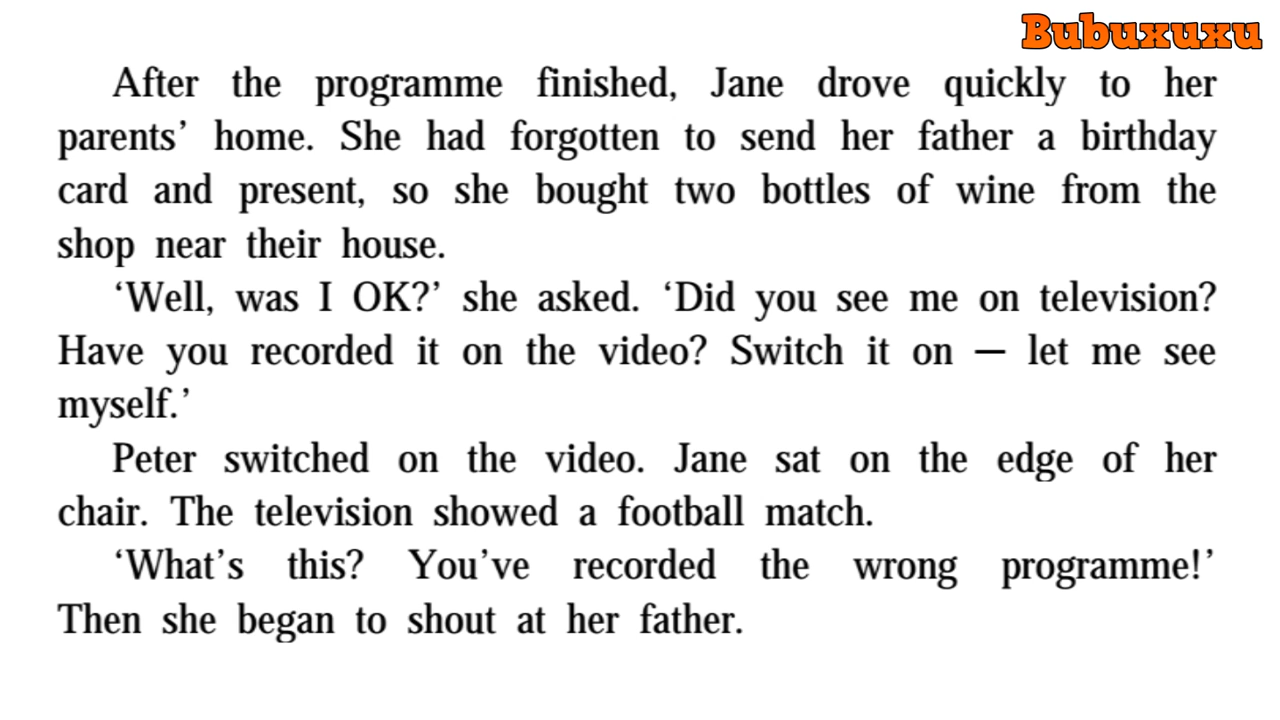 Bubuxuxu
After the programme finished, Jane drove quickly to her
parents’ home. She had forgotten to send her father a birthday
card and present, so she bought two bottles of wine from the
shop near their house.
‘Well, was I OK?’ she asked. ‘Did you see me on television?
Have you recorded it on the video? Switch it on — let me see
myself.’
Peter switched on the video. Jane sat on the edge of her
chair. The television showed a football match.
‘What’s this? You’ve recorded the wrong programme!’
Then she began to shout at her father.